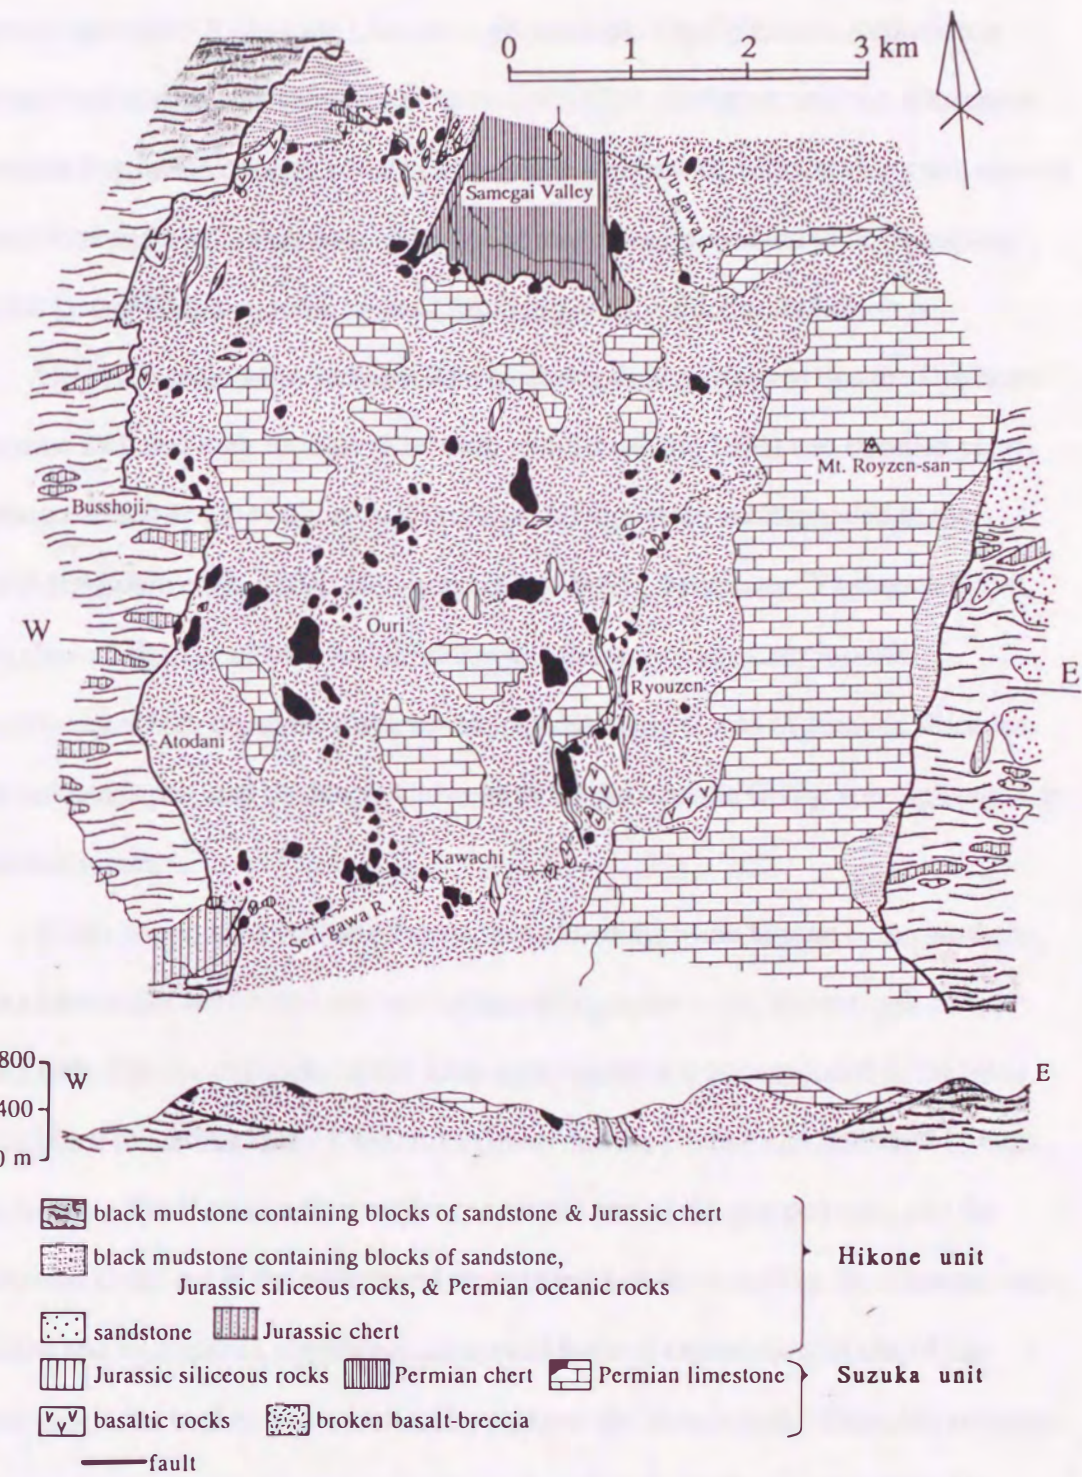 0 1 2 3 km
Samegai Valley
Nyu-gawa R.
Mt. Royzen-san
Busshoji
W
Ouri
E
Ryouzen
Atodani
Kawachi
Seri-gawa R.
800
W
E
400
0 m
black mudstone containing blocks of sandstone & Jurassic chert
black mudstone containing blocks of sandstone,
Jurassic siliceous rocks, & Permian oceanic rocks
Hikone unit
sandstone Jurassic chert
Jurassic siliceous rocks Permian chert Permian limestone
Suzuka unit
basaltic rocks broken basalt-breccia
fault